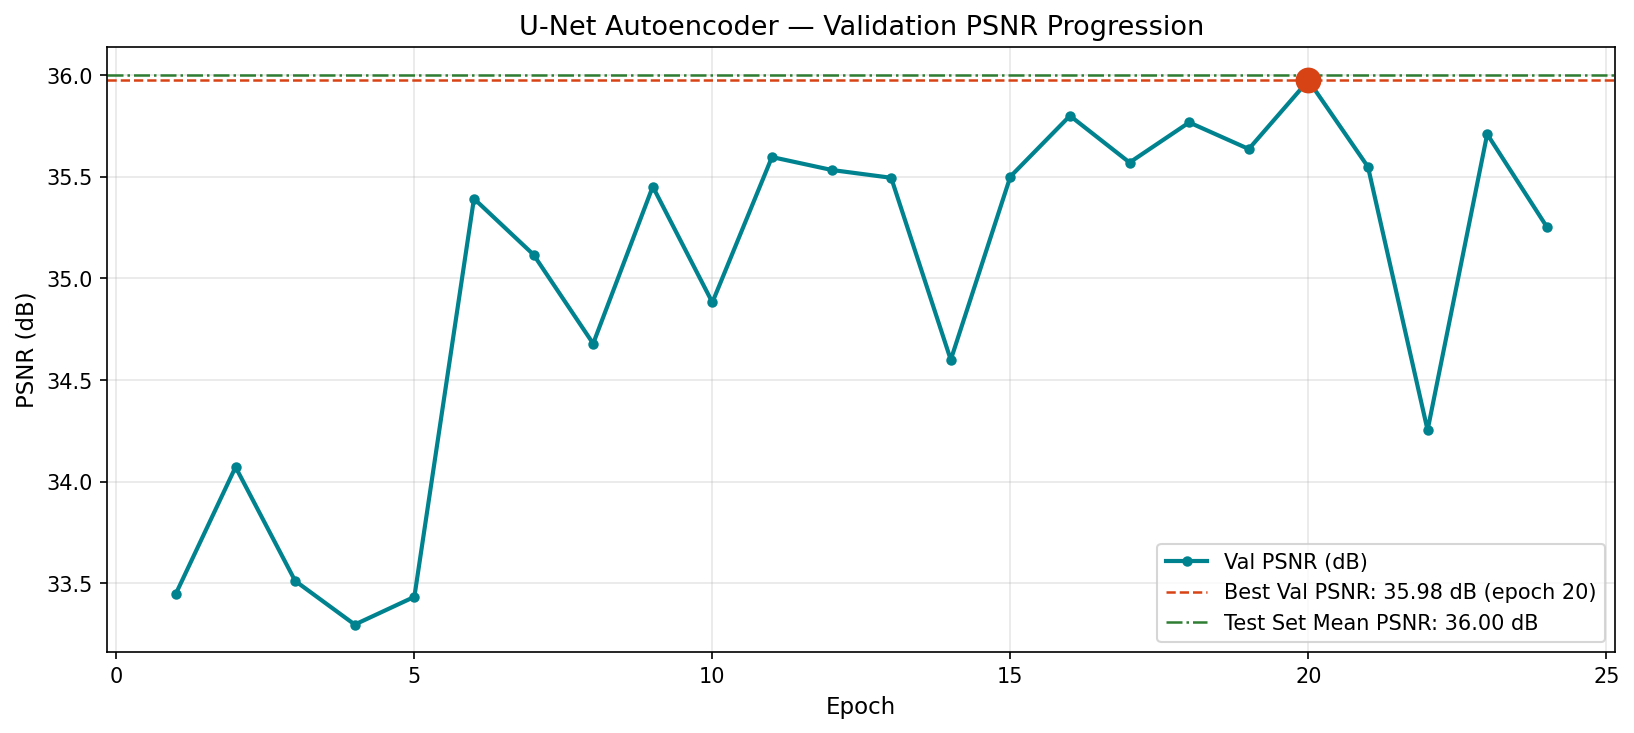 U-Net Autoencoder — Validation PSNR Progression
PSNR (dB)
36.0
35.5
35.0
34.5
34.0
33.5
0
5
10
15
20
25
Epoch
Val PSNR (dB)
Best Val PSNR: 35.98 dB (epoch 20)
Test Set Mean PSNR: 36.00 dB